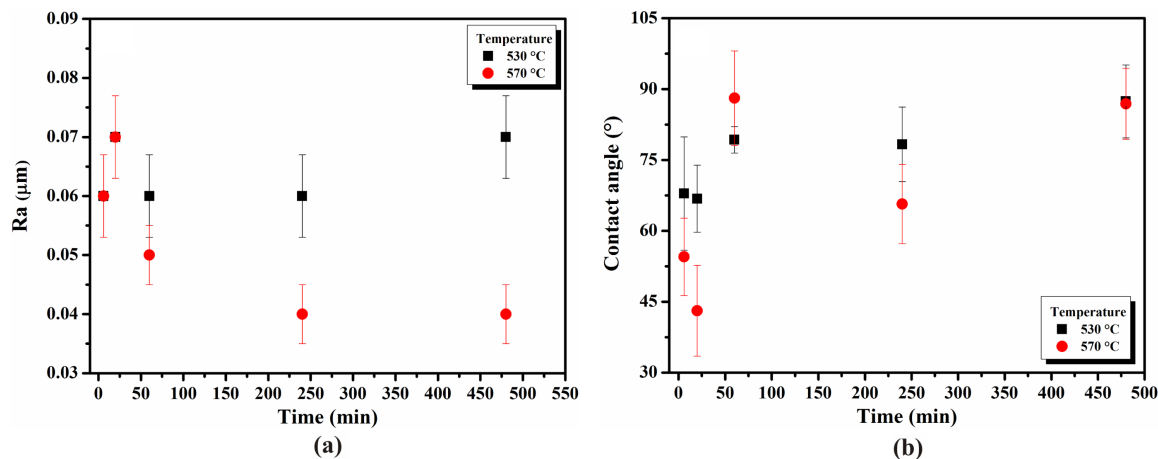 0.09
0.08
0.07
0.06
0.05
0.04
0.03
Ra (μm)
0 50 100 150 200 250 300 350 400 450 500 550
Time (min)
Temperature
530 °C
570 °C
(a)
105
90
75
60
45
30
Contact angle (°)
0 50 100 150 200 250 300 350 400 450 500
Time (min)
Temperature
530 °C
570 °C
(b)